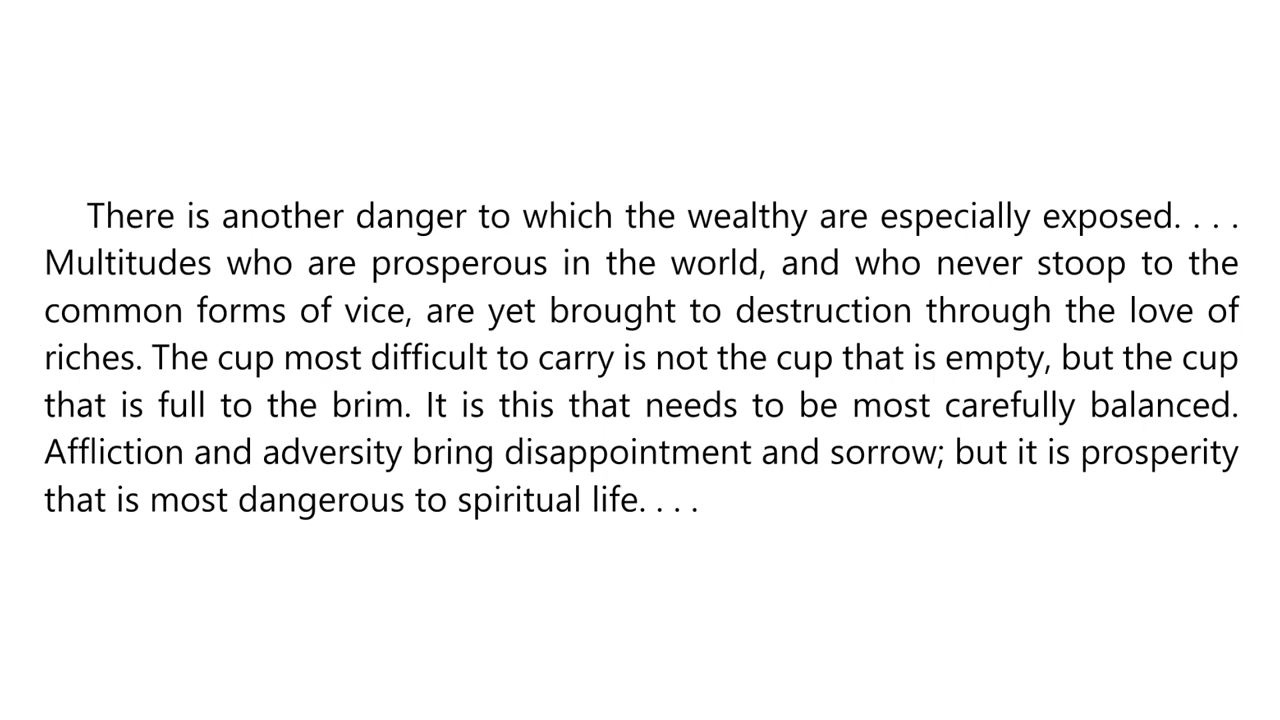 There is another danger to which the wealthy are especially exposed. . . .
Multitudes who are prosperous in the world, and who never stoop to the
common forms of vice, are yet brought to destruction through the love of
riches. The cup most difficult to carry is not the cup that is empty, but the cup
that is full to the brim. It is this that needs to be most carefully balanced.
Affliction and adversity bring disappointment and sorrow; but it is prosperity
that is most dangerous to spiritual life. . . .